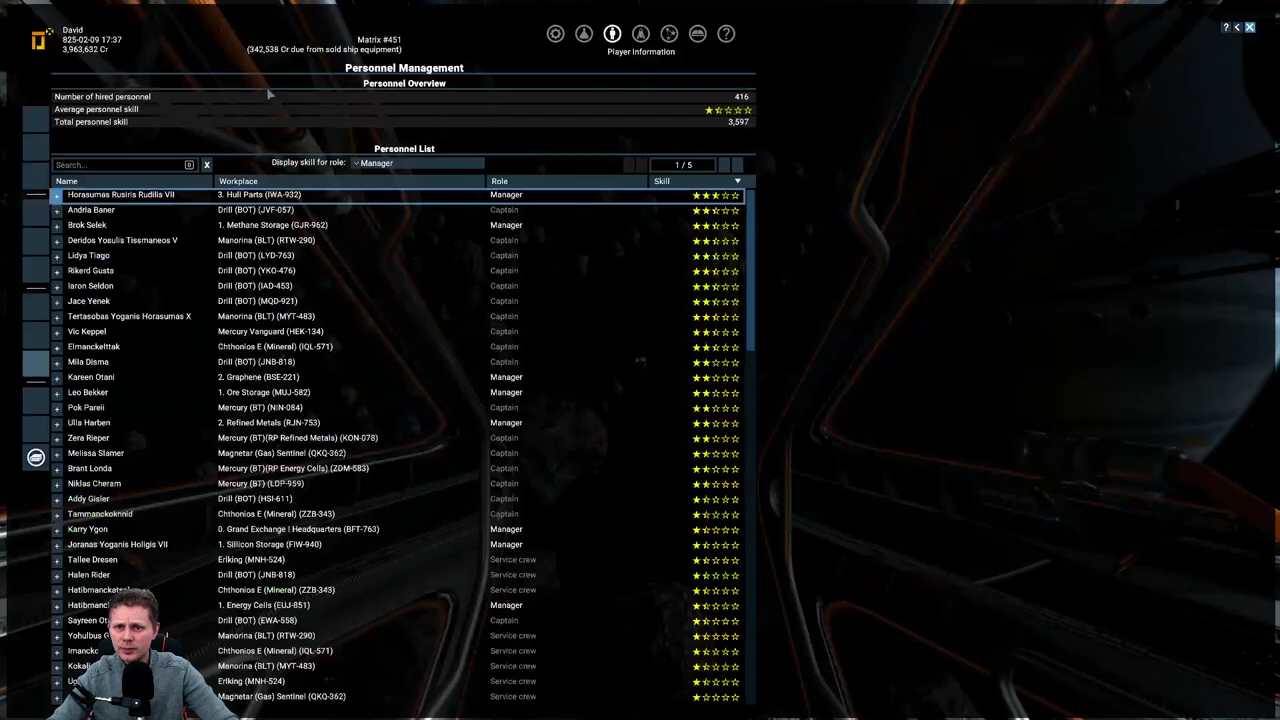 David
825-02-09 17:37
3,963,632 Cr
Matrix #451
(342,538 Cr due from sold ship equipment)
Player Information
Personnel Management
Personnel Overview
Number of hired personnel 416
Average personnel skill
Total personnel skill 3,597
Personnel List
Search... Display skill for role: Manager 1 / 5
Name Workplace Role Skill
Horasumas Rusiris Rudilis VII 3. Hull Parts (IWA-932) Manager
Andria Baner Drill (BOT) (JVF-057) Captain
Brok Selek 1. Methane Storage (GJR-962) Manager
Deridos Yosulis Tissmaneos V Manorina (BLT) (RTW-290) Captain
Lidya Tiago Drill (BOT) (LYD-763) Captain
Rikerd Gusta Drill (BOT) (YKO-476) Captain
Iaron Seldon Drill (BOT) (IAD-453) Captain
Jace Yenek Drill (BOT) (MQD-921) Captain
Tertasobas Yoganis Horasumas X Manorina (BLT) (MYT-483) Captain
Vic Keppel Mercury Vanguard (HEK-134) Captain
Elmanckelttak Chthonios E (Mineral) (IQL-571) Captain
Mila Disma Drill (BOT) (JNB-818) Captain
Kareen Otani 2. Graphene (BSE-221) Manager
Leo Bekker 1. Ore Storage (MUJ-582) Manager
Pok Pareii Mercury (BT) (NIN-084) Captain
Ulla Harben 2. Refined Metals (RJN-753) Manager
Zera Rieper Mercury (BT)(RP Refined Metals) (KON-078) Captain
Melissa Slamer Magnetar (Gas) Sentinel (QKQ-362) Captain
Brant Londa Mercury (BT)(RP Energy Cells) (ZDM-583) Captain
Niklas Cheram Mercury (BT) (LDP-959) Captain
Addy Gisler Drill (BOT) (HSI-611) Captain
Tammanckoknnid Chthonios E (Mineral) (ZZB-343) Captain
Karry Ygon 0. Grand Exchange I Headquarters (BFT-763) Manager
Joranas Yoganis Holigis VII 1. Sillicon Storage (FIW-940) Manager
Tailee Dresen Erlking (MNH-524) Service crew
Halen Rider Drill (BOT) (JNB-818) Service crew
Chthonios E (Mineral) (ZZB-343) Service crew
1. Energy Cells (EUJ-851) Manager
Sayreen Drill (BOT) (EWA-558) Captain
Yohulbus Manorina (BLT) (RTW-290) Service crew
Chthonios E (Mineral) (IQL-571) Service crew
Manorina (BLT) (MYT-483) Service crew
Erlking (MNH-524) Service crew
Magnetar (Gas) Sentinel (QKQ-362) Service crew